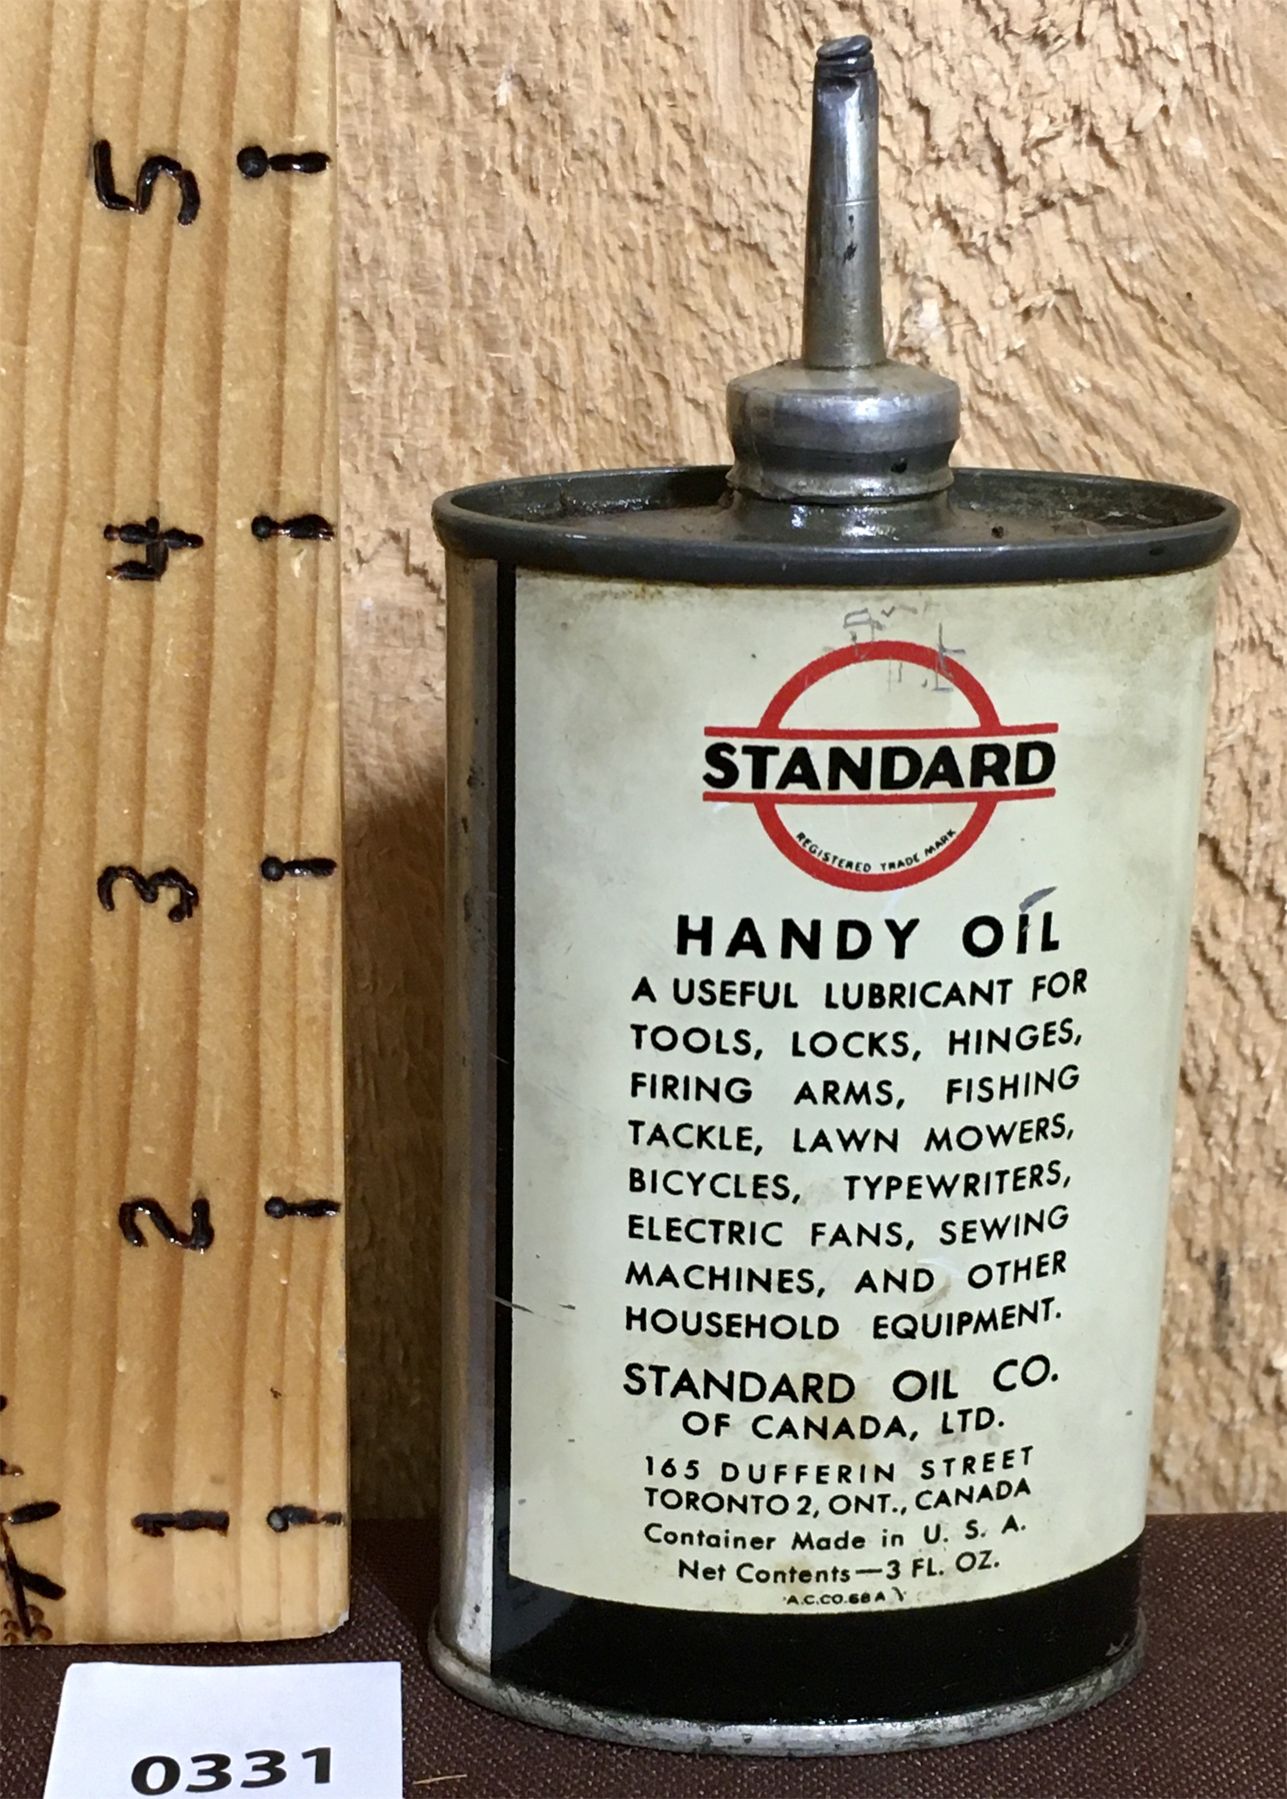 5
4
3
2
1
STANDARD
REGISTERED TRADE MARK
HANDY OIL
A USEFUL LUBRICANT FOR
TOOLS, LOCKS, HINGES,
FIRING ARMS, FISHING
TACKLE, LAWN MOWERS,
BICYCLES, TYPEWRITERS,
ELECTRIC FANS, SEWING
MACHINES, AND OTHER
HOUSEHOLD EQUIPMENT.
STANDARD OIL CO.
OF CANADA, LTD.
165 DUFFERIN STREET
TORONTO 2, ONT., CANADA
Container Made in U. S. A.
Net Contents—3 FL. OZ.
A.C.CO.68A
0331